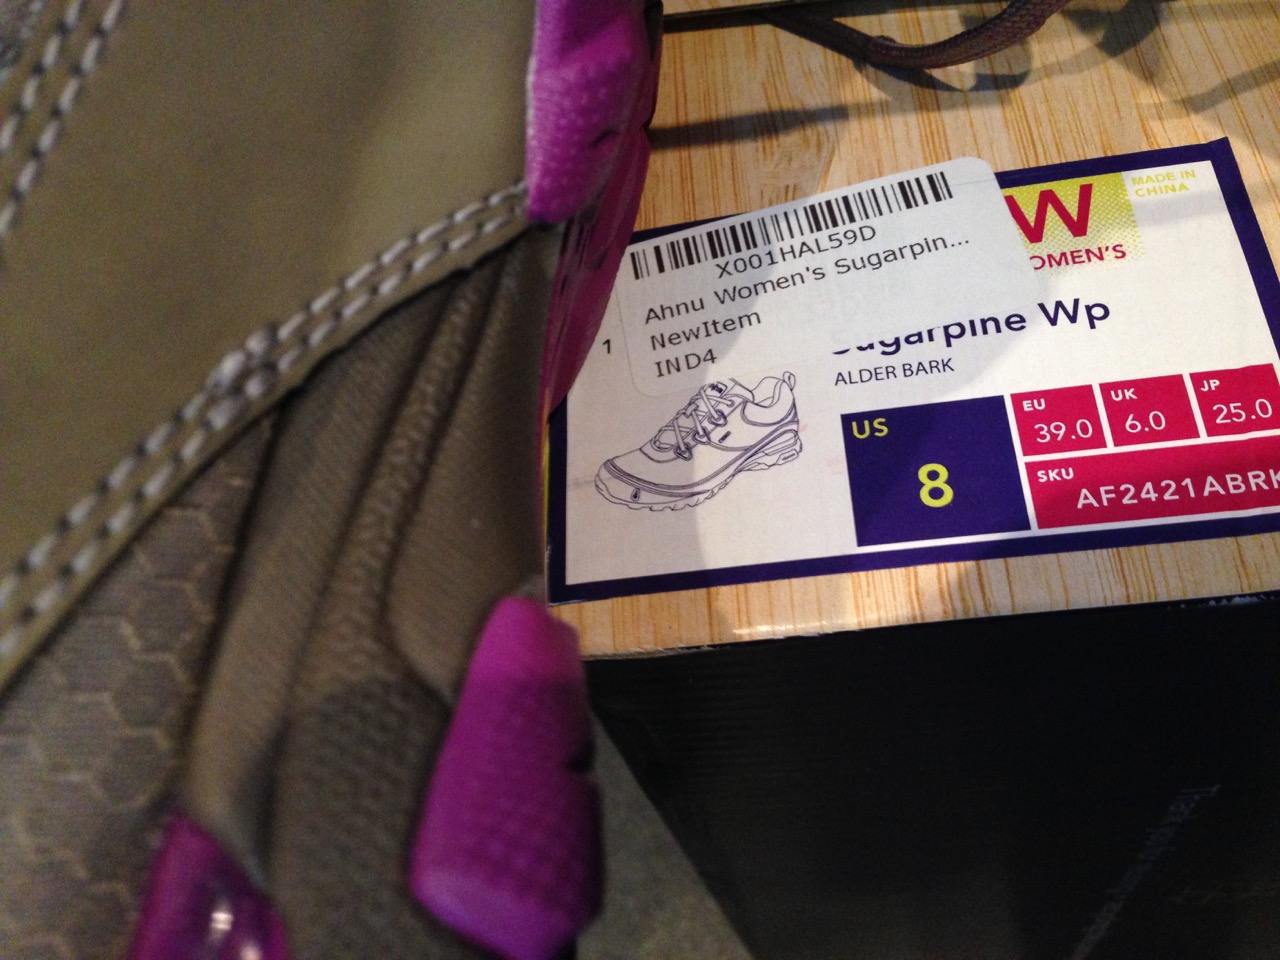 X001HAL59D
Ahnu Women's Sugarpin...
NewItem
IND4
1
W
OMEN'S
MADE IN
CHINA
Sugarpine Wp
ALDER BARK
US
8
EU
39.0
UK
6.0
JP
25.0
SKU
AF2421ABRK